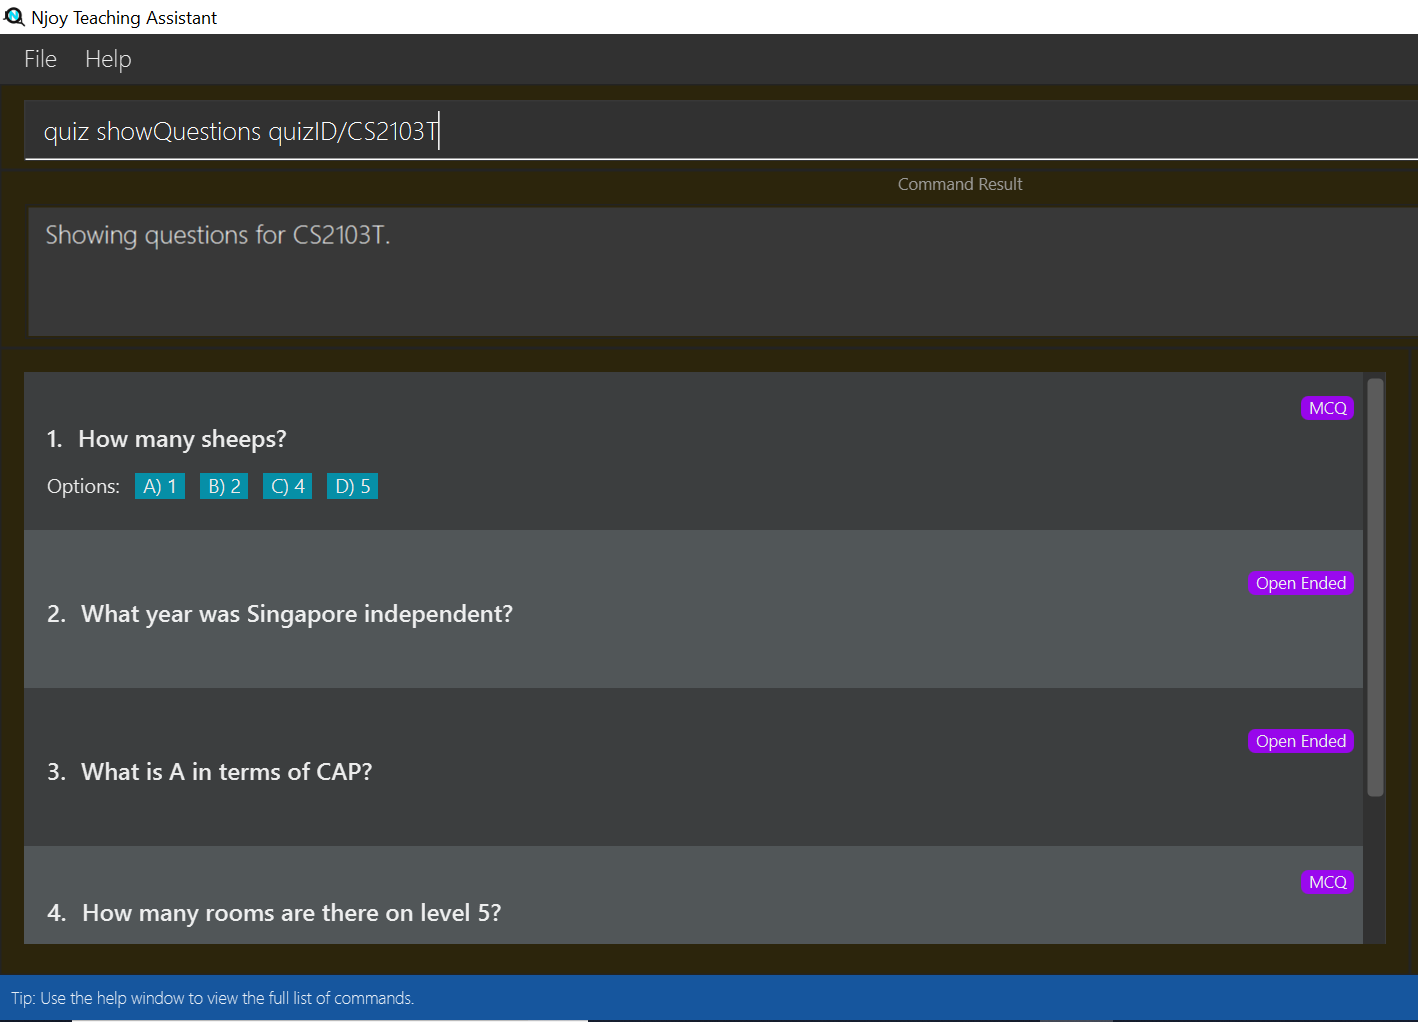 Njoy Teaching Assistant
File Help
quiz showQuestions quizID/CS2103T
Command Result
Showing questions for CS2103T.
MCQ
1. How many sheeps?
Options: A) 1 B) 2 C) 4 D) 5
Open Ended
2. What year was Singapore independent?
Open Ended
3. What is A in terms of CAP?
MCQ
4. How many rooms are there on level 5?
Tip: Use the help window to view the full list of commands.